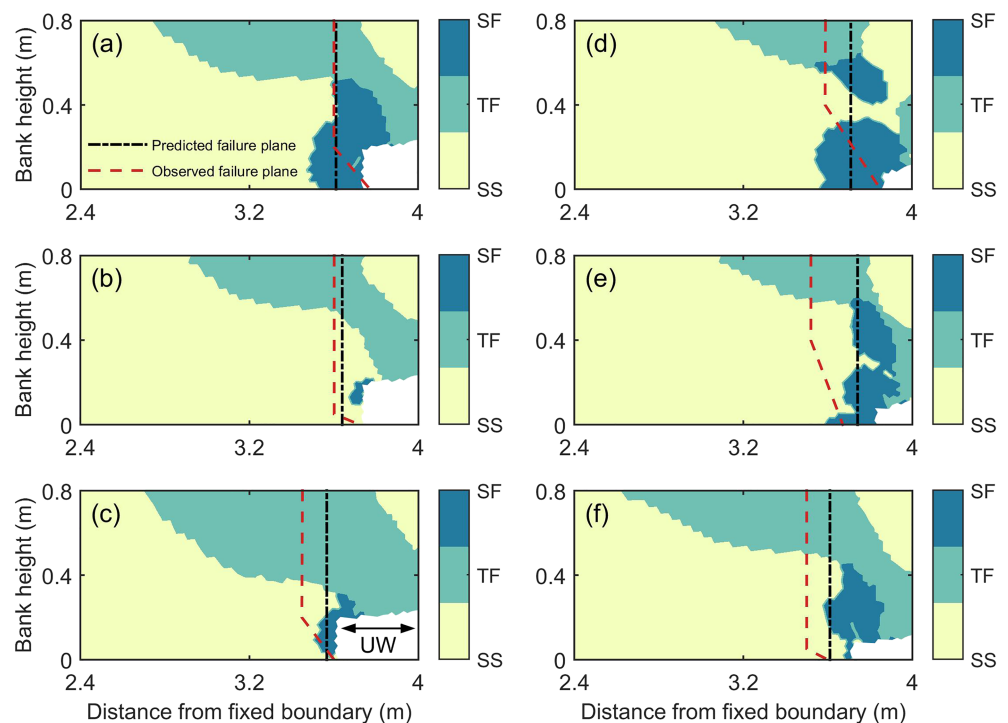 0.8
0.4
0
Bank height (m)
(a)
Predicted failure plane
Observed failure plane
2.4
3.2
4
SF
TF
SS
0.8
0.4
0
(d)
2.4
3.2
4
SF
TF
SS
0.8
0.4
0
Bank height (m)
(b)
2.4
3.2
4
SF
TF
SS
0.8
0.4
0
(e)
2.4
3.2
4
SF
TF
SS
0.8
0.4
0
Bank height (m)
(c)
UW
2.4
3.2
4
Distance from fixed boundary (m)
SF
TF
SS
0.8
0.4
0
(f)
2.4
3.2
4
Distance from fixed boundary (m)
SF
TF
SS